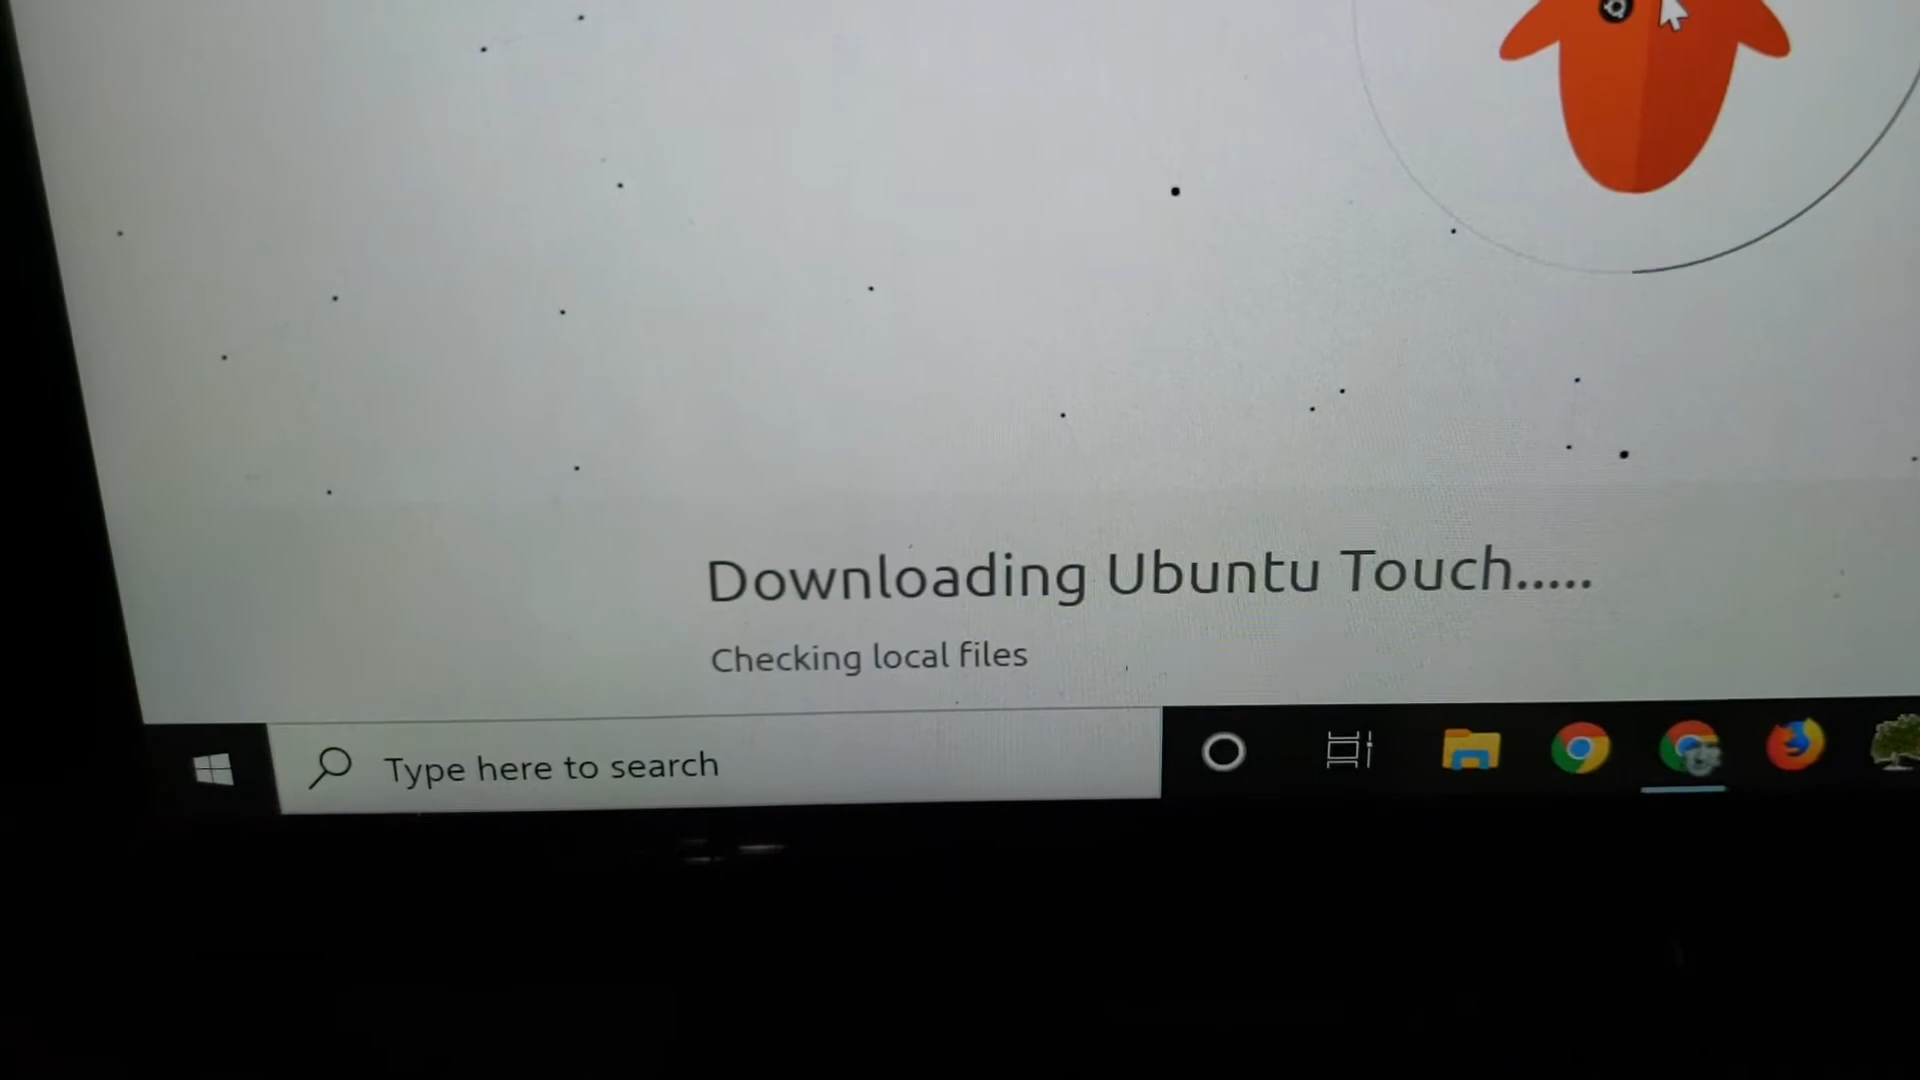 Downloading Ubuntu Touch.....
Checking local files
Type here to search